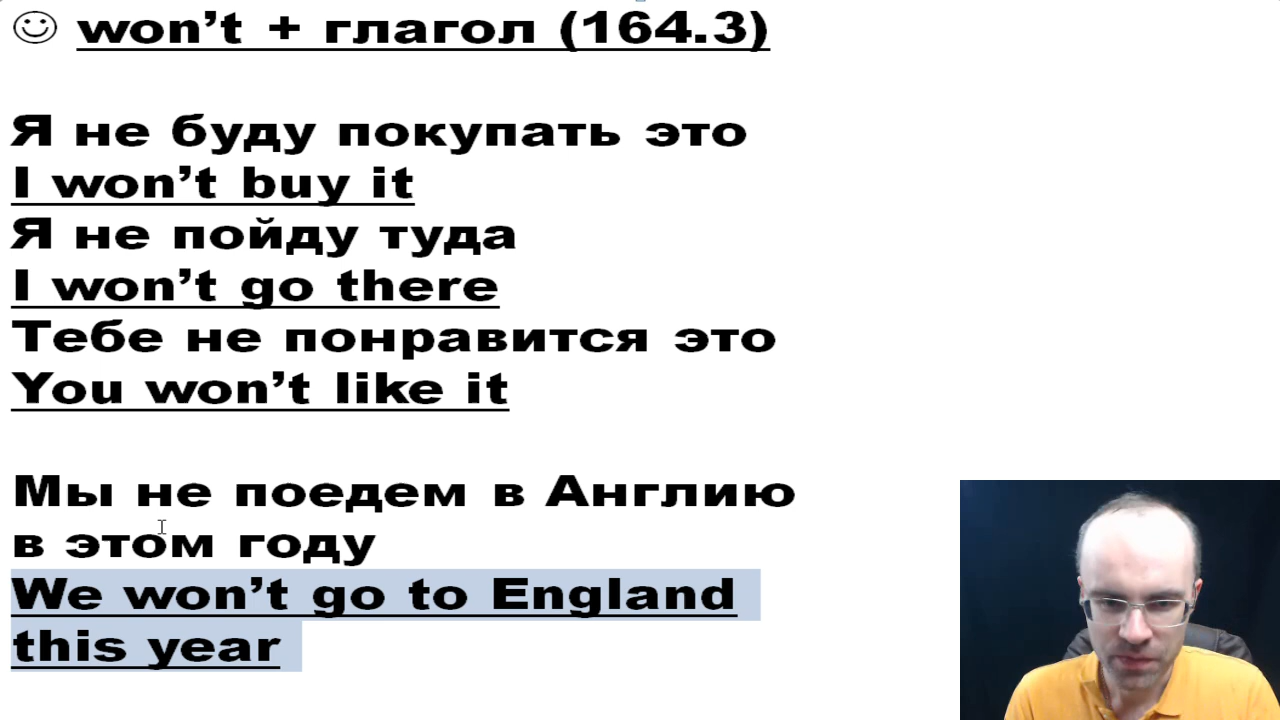 ☺ won’t + глагол (164.3)
Я не буду покупать это
I won’t buy it
Я не пойду туда
I won’t go there
Тебе не понравится это
You won’t like it
Мы не поедем в Англию
в этом году
We won’t go to England
this year